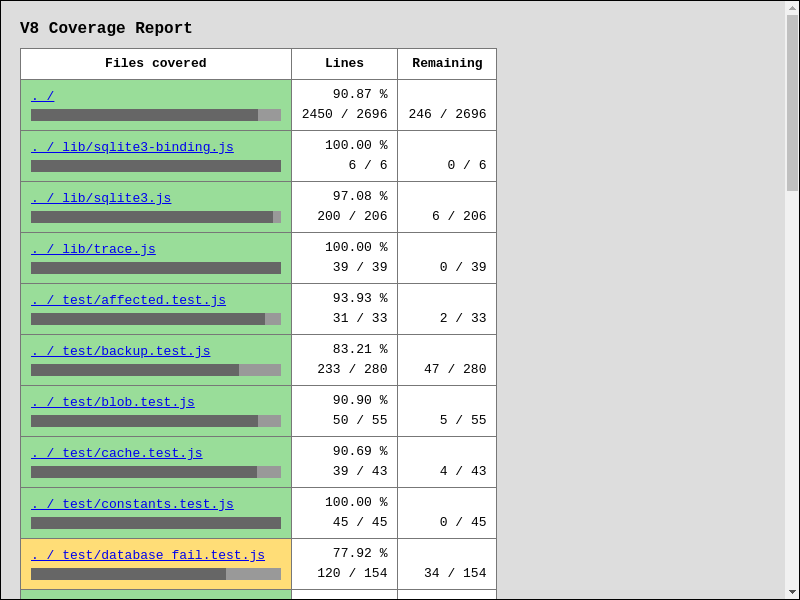 V8 Coverage Report
Files covered Lines Remaining
. / 90.87 %
2450 / 2696 246 / 2696
. / lib/sqlite3-binding.js 100.00 %
6 / 6 0 / 6
. / lib/sqlite3.js 97.08 %
200 / 206 6 / 206
. / lib/trace.js 100.00 %
39 / 39 0 / 39
. / test/affected.test.js 93.93 %
31 / 33 2 / 33
. / test/backup.test.js 83.21 %
233 / 280 47 / 280
. / test/blob.test.js 90.90 %
50 / 55 5 / 55
. / test/cache.test.js 90.69 %
39 / 43 4 / 43
. / test/constants.test.js 100.00 %
45 / 45 0 / 45
. / test/database_fail.test.js 77.92 %
120 / 154 34 / 154